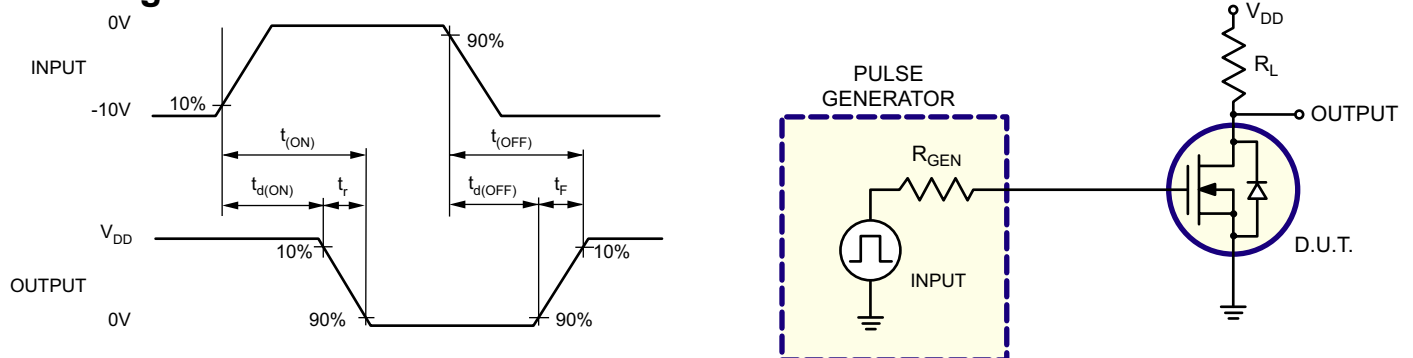 g
0V
INPUT
90%
10%
-10V
t(ON)
t(OFF)
td(ON)
tr
td(OFF)
tF
VDD
10%
10%
OUTPUT
0V
90%
90%
VDD
RL
PULSE
GENERATOR
OUTPUT
RGEN
INPUT
D.U.T.